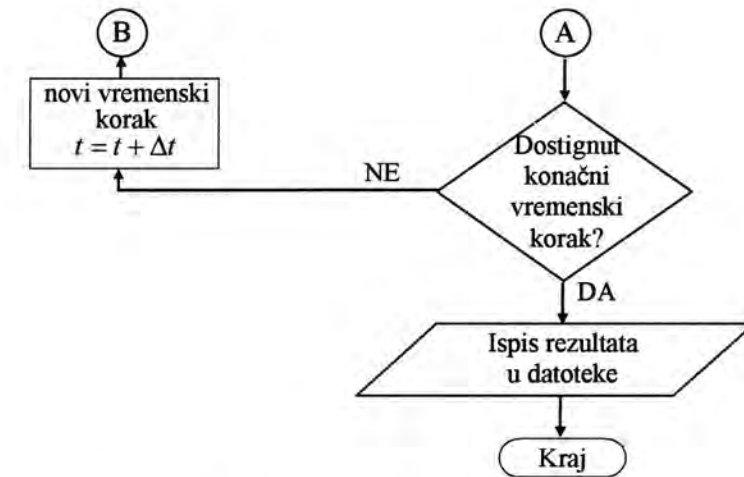 B
A
novi vremenski
korak
t = t + Δt
Dostignut
konačni
vremenski
korak?
NE
DA
Ispis rezultata
u datoteke
Kraj